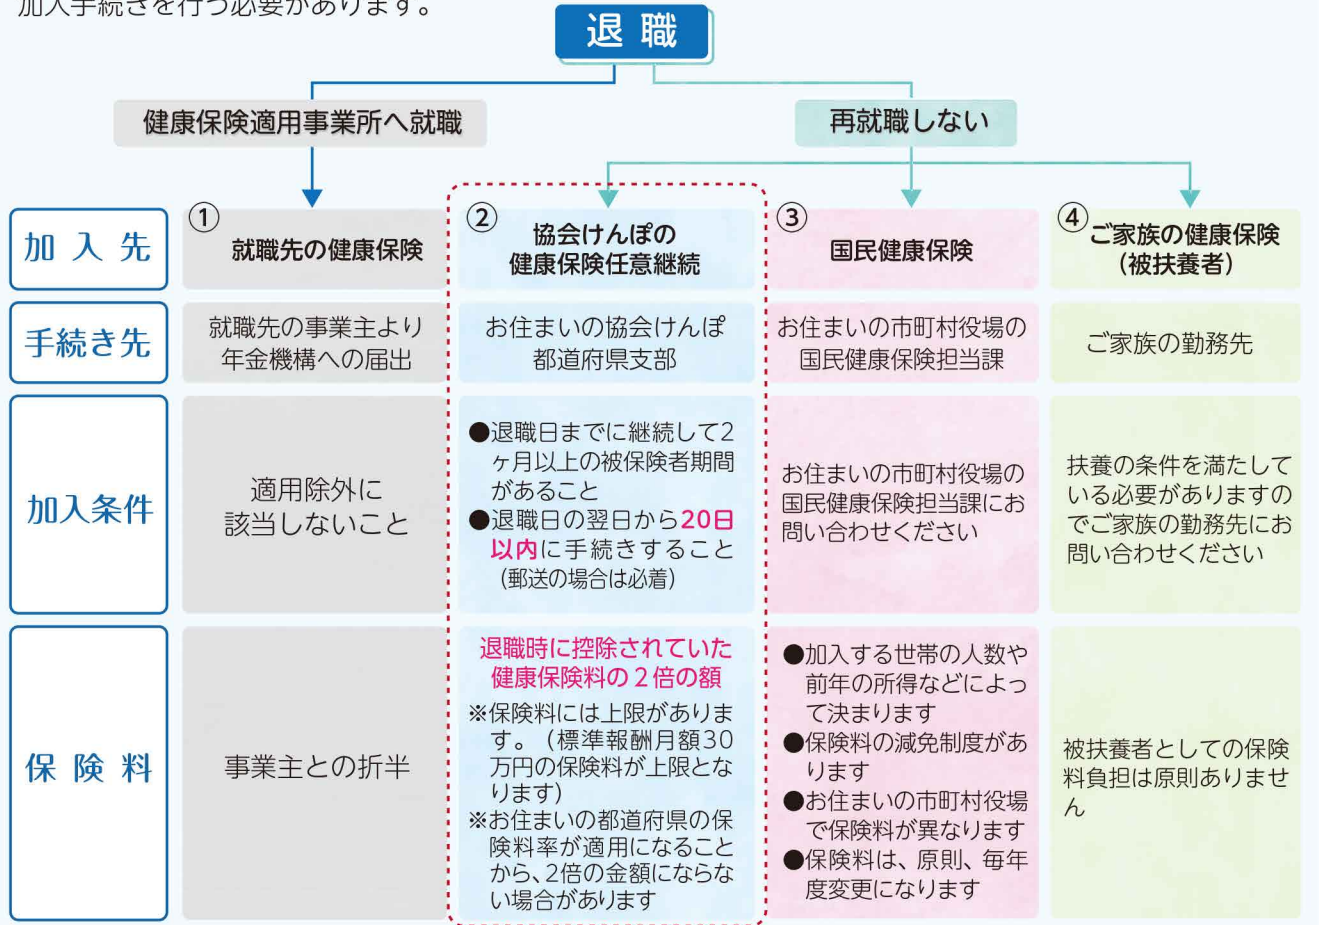 加入手続きを行う必要があります。
退職
健康保険適用事業所へ就職
再就職しない
加入先
①
就職先の健康保険
②
協会けんぽの
健康保険任意継続
③
国民健康保険
④
ご家族の健康保険
（被扶養者）
手続き先
就職先の事業主より
年金機構への届出
お住まいの協会けんぽ
都道府県支部
お住まいの市町村役場の
国民健康保険担当課
ご家族の勤務先
加入条件
適用除外に
該当しないこと
●退職日までに継続して2
ヶ月以上の被保険者期間
があること
●退職日の翌日から20日
以内に手続きすること
（郵送の場合は必着）
お住まいの市町村役場の
国民健康保険担当課にお
問い合わせください
扶養の条件を満たして
いる必要がありますの
でご家族の勤務先にお
問い合わせください
保険料
事業主との折半
退職時に控除されていた
健康保険料の2倍の額
※保険料には上限がありま
す。（標準報酬月額30
万円の保険料が上限とな
ります）
※お住まいの都道府県の保
険料率が適用になること
から、2倍の金額にならな
い場合があります
●加入する世帯の人数や
前年の所得などによっ
て決まります
●保険料の減免制度があ
ります
●お住まいの市町村役場
で保険料が異なります
●保険料は、原則、毎年
度変更になります
被扶養者としての保険
料負担は原則ありませ
ん